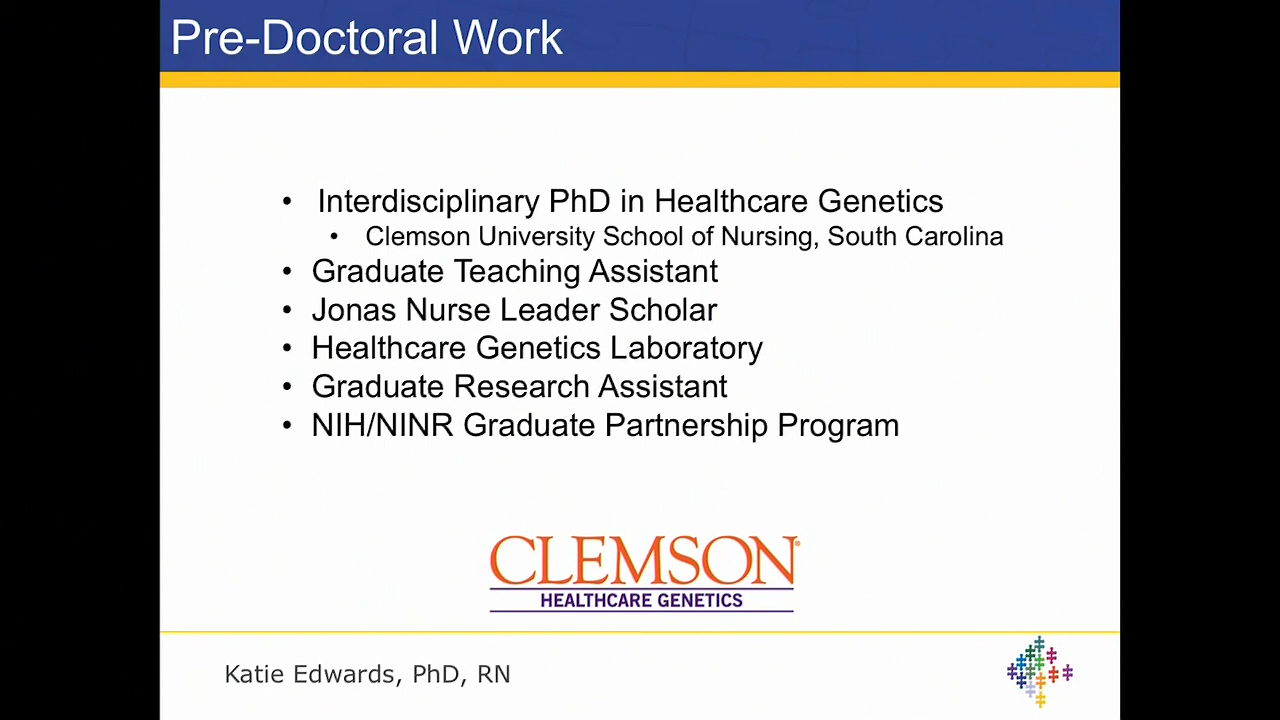 Pre-Doctoral Work
• Interdisciplinary PhD in Healthcare Genetics
• Clemson University School of Nursing, South Carolina
• Graduate Teaching Assistant
• Jonas Nurse Leader Scholar
• Healthcare Genetics Laboratory
• Graduate Research Assistant
• NIH/NINR Graduate Partnership Program
CLEMSON®
HEALTHCARE GENETICS
Katie Edwards, PhD, RN